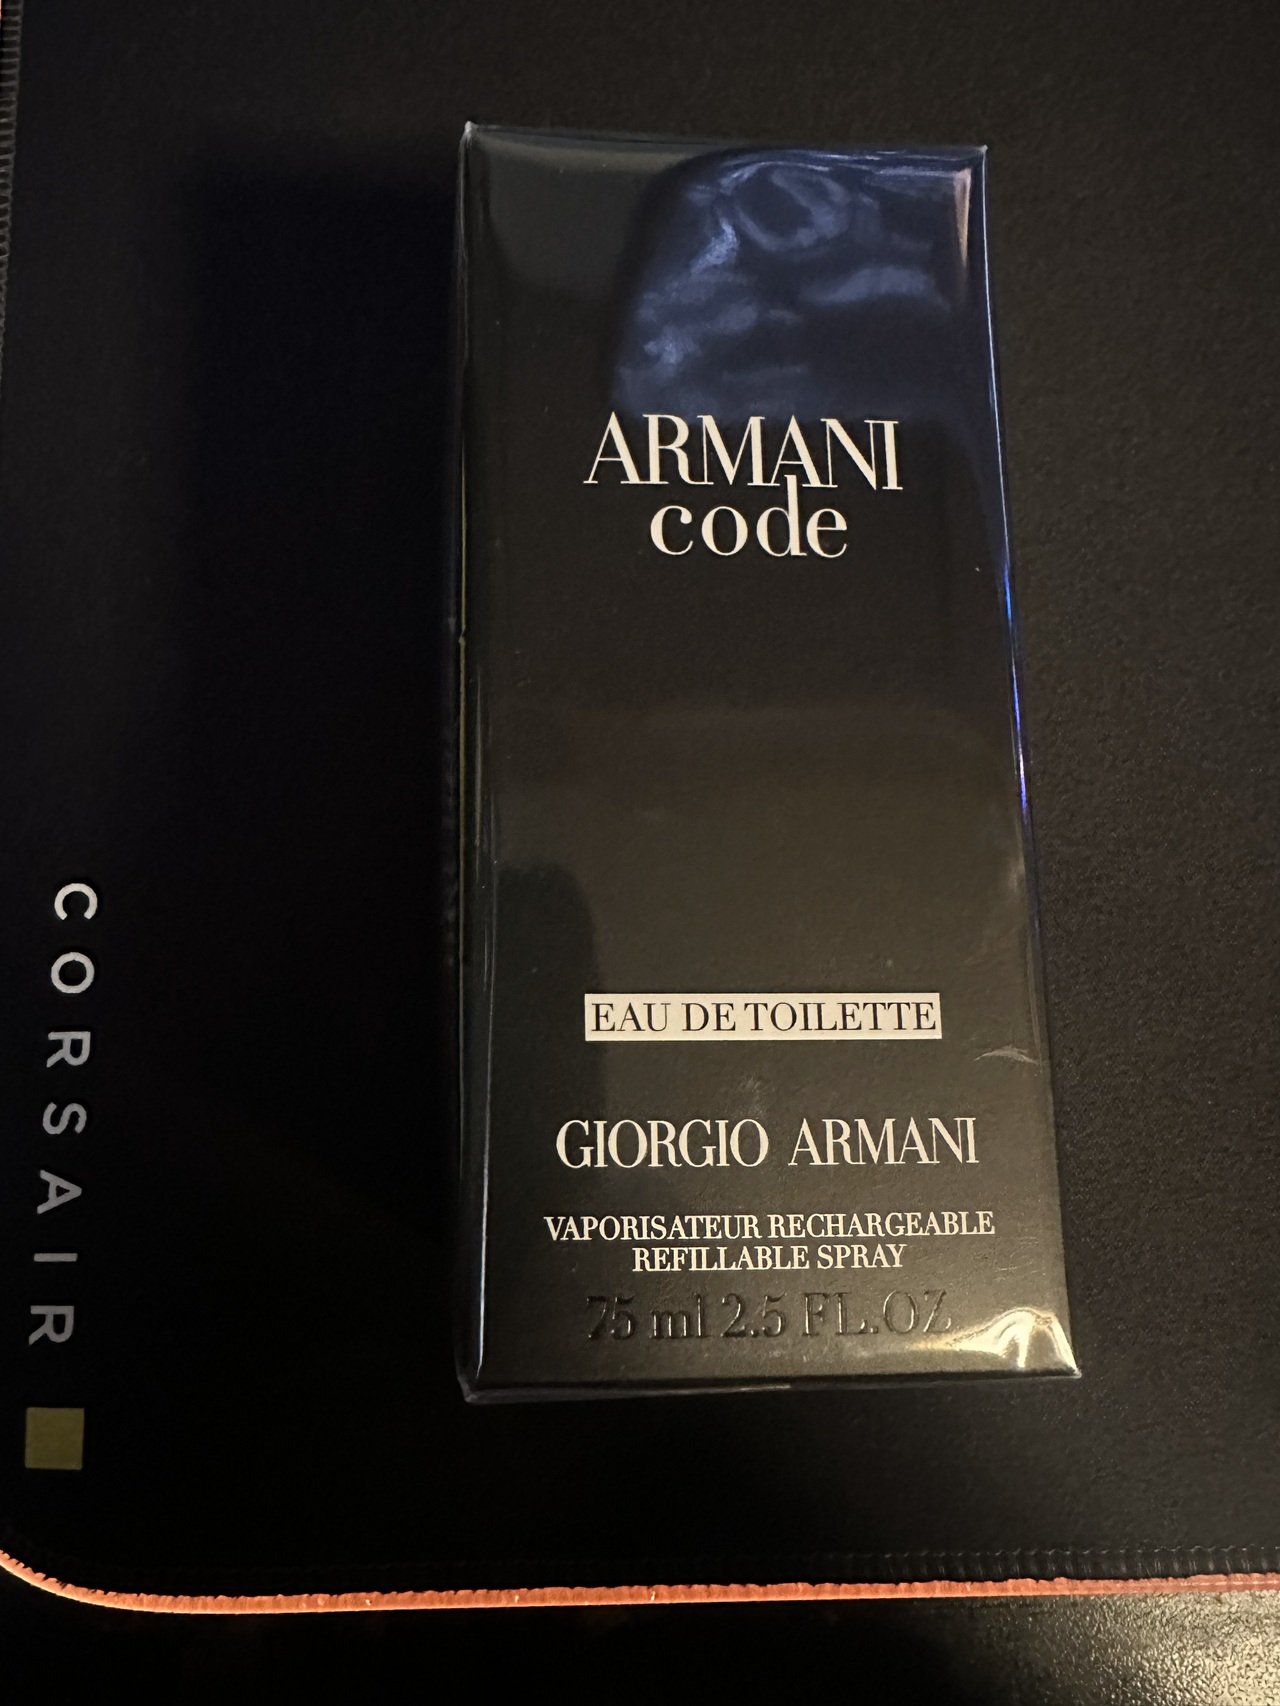 ARMANI
code
EAU DE TOILETTE
GIORGIO ARMANI
VAPORISATEUR RECHARGEABLE
REFILLABLE SPRAY
75 ml 2.5 FL.OZ
CORSAIR